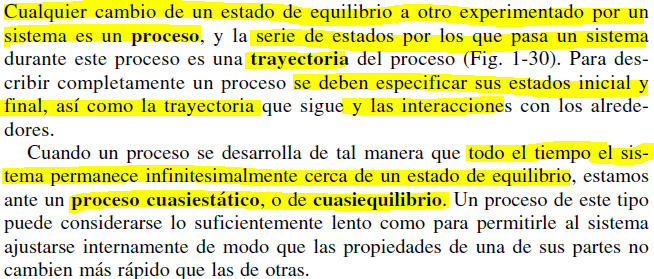 Cualquier cambio de un estado de equilibrio a otro experimentado por un
sistema es un proceso, y la serie de estados por los que pasa un sistema
durante este proceso es una trayectoria del proceso (Fig. 1-30). Para des-
cribir completamente un proceso se deben especificar sus estados inicial y
final, así como la trayectoria que sigue y las interacciones con los alrede-
dores.
Cuando un proceso se desarrolla de tal manera que todo el tiempo el sis-
tema permanece infinitesimalmente cerca de un estado de equilibrio, estamos
ante un proceso cuasiestático, o de cuasiequilibrio. Un proceso de este tipo
puede considerarse lo suficientemente lento como para permitirle al sistema
ajustarse internamente de modo que las propiedades de una de sus partes no
cambien más rápido que las de otras.